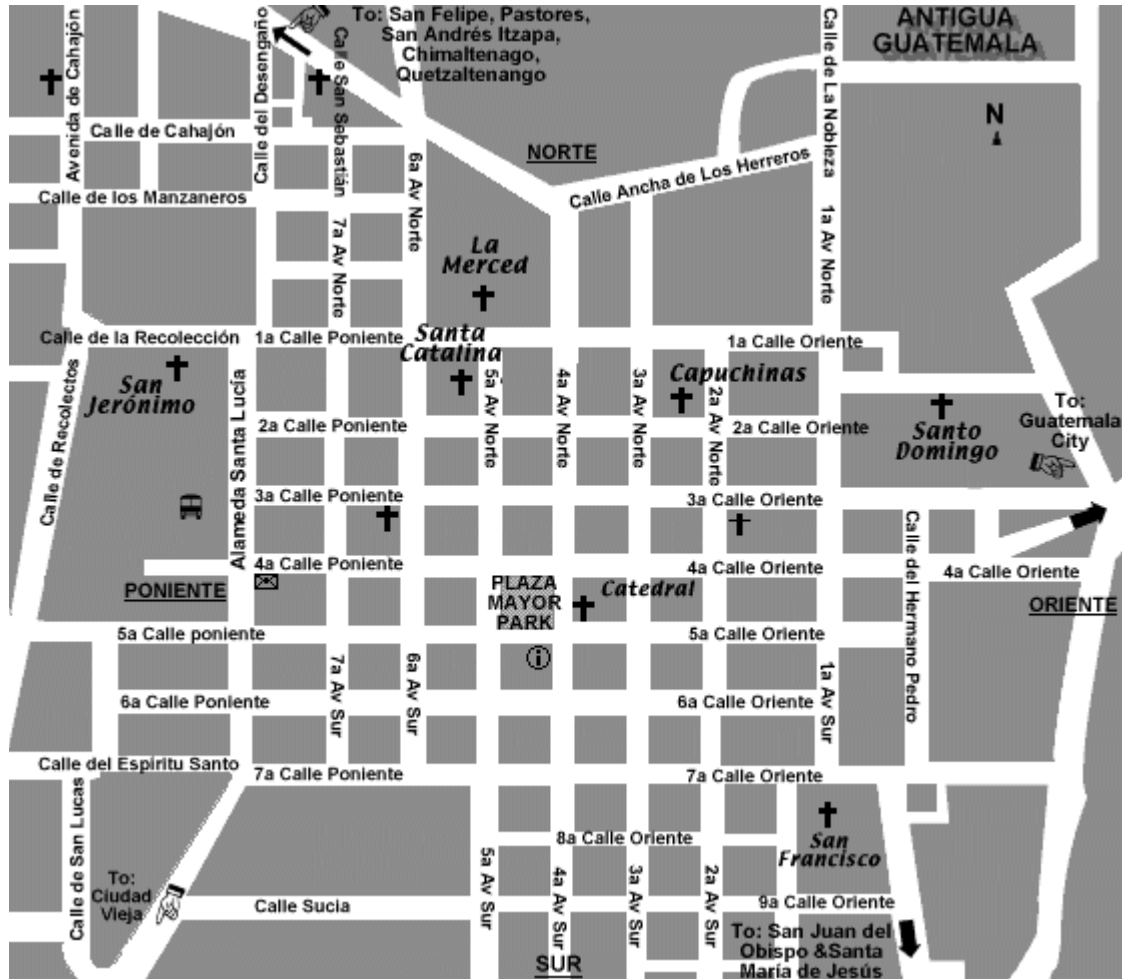 ANTIGUA
GUATEMALA
To: San Felipe, Pastores,
San Andrés Itzapa,
Chimaltenago,
Quetzaltenango
Avenida de Cahajón
Calle del Desengaño
Calle San Sebastián
Calle de La Nobleza
N
Calle de Cahajón
NORTE
Calle Ancha de Los Herreros
Calle de los Manzaneros
6a Av Norte
7a Av Norte
1a Av Norte
La
Merced
Calle de la Recolección
1a Calle Poniente
Santa
Catalina
1a Calle Oriente
San
Jerónimo
Calle de Recolectos
Alameda Santa Lucía
5a Av Norte
4a Av Norte
3a Av Norte
Capuchinas
2a Av Norte
2a Calle Poniente
2a Calle Oriente
Santo
Domingo
To:
Guatemala
City
3a Calle Poniente
3a Calle Oriente
4a Calle Poniente
4a Calle Oriente
Calle del Hermano Pedro
4a Calle Oriente
PONIENTE
PLAZA
MAYOR
PARK
Catedral
ORIENTE
5a Calle poniente
5a Calle Oriente
7a Av Sur
6a Av Sur
1a Av Sur
6a Calle Poniente
6a Calle Oriente
Calle del Espíritu Santo
7a Calle Poniente
7a Calle Oriente
Calle de San Lucas
8a Calle Oriente
San
Francisco
To:
Ciudad
Vieja
Calle Sucia
5a Av Sur
4a Av Sur
3a Av Sur
2a Av Sur
9a Calle Oriente
To: San Juan del
Obispo &Santa
María de Jesús
SUR